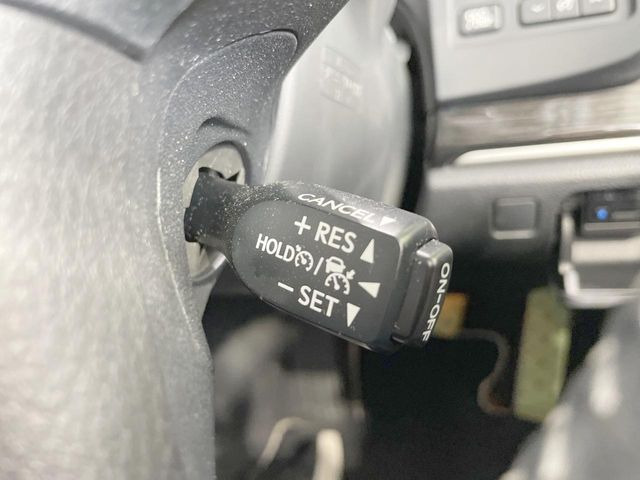 CANCEL▼
+ RES ▲
HOLD / ◀
− SET ▼
ON-OFF